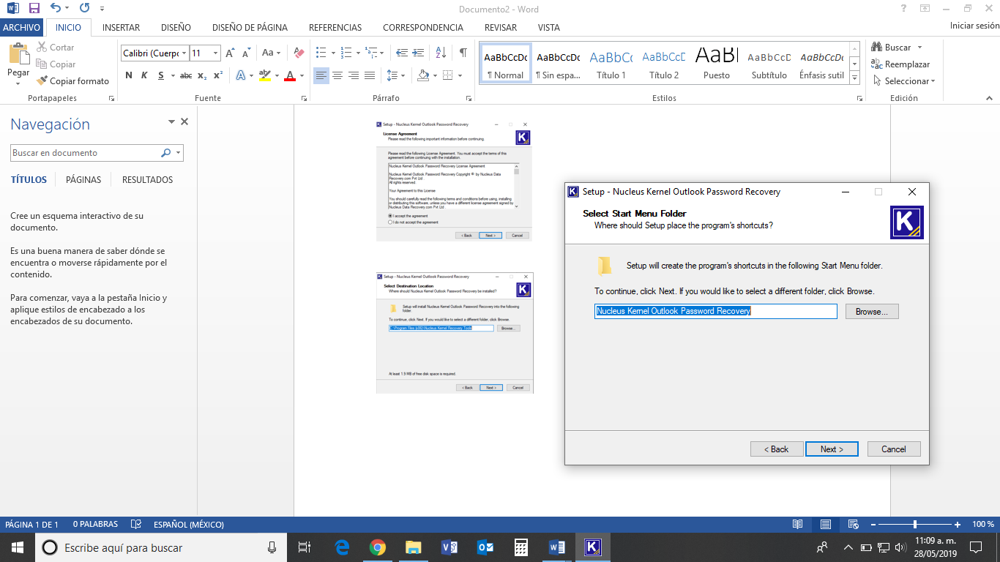 Documento2 - Word
ARCHIVO INICIO INSERTAR DISEÑO DISEÑO DE PÁGINA REFERENCIAS CORRESPONDENCIA REVISAR VISTA Iniciar sesión
Pegar
Cortar
Copiar
Copiar formato
Portapapeles
Calibri (Cuerpo 11
Aa
N K S abc x₂ x²
A aby A
Fuente
Párrafo
AaBbCcDc AaBbCcDc AaBbCc AaBbCcD AaBl AaBbCcD AaBbCcDc
¶ Normal ¶ Sin espa... Título 1 Título 2 Puesto Subtítulo Énfasis sutil
Estilos
Buscar
Reemplazar
Seleccionar
Edición
Navegación
Buscar en documento
TÍTULOS PÁGINAS RESULTADOS
Cree un esquema interactivo de su
documento.
Es una buena manera de saber dónde se
encuentra o moverse rápidamente por el
contenido.
Para comenzar, vaya a la pestaña Inicio y
aplique estilos de encabezado a los
encabezados de su documento.
Setup - Nucleus Kernel Outlook Password Recovery
License Agreement
Please read the following important information before continuing.
Please read the following License Agreement. You must accept the terms of this
agreement before continuing with the installation.
Nucleus Kernel Outlook Password Recovery License Agreement
Nucleus Kernel Outlook Password Recovery Copyright ® by Nucleus Data
Recovery.com Pvt Ltd .
All rights reserved.
Your Agreement to this License
You should carefully read the following terms and conditions before using, installing
or distributing this software, unless you have a different license agreement signed by
Nucleus Data Recovery.com Pvt Ltd .
I accept the agreement
I do not accept the agreement
< Back Next > Cancel
Setup - Nucleus Kernel Outlook Password Recovery
Select Destination Location
Where should Nucleus Kernel Outlook Password Recovery be installed?
Setup will install Nucleus Kernel Outlook Password Recovery into the following
folder.
To continue, click Next. If you would like to select a different folder, click Browse.
C:\Program Files (x86)\Nucleus Kernel Recovery Tools
Browse...
At least 1.9 MB of free disk space is required.
< Back Next > Cancel
Setup - Nucleus Kernel Outlook Password Recovery
Select Start Menu Folder
Where should Setup place the program's shortcuts?
K
Setup will create the program's shortcuts in the following Start Menu folder.
To continue, click Next. If you would like to select a different folder, click Browse.
Nucleus Kernel Outlook Password Recovery
Browse...
< Back Next > Cancel
PÁGINA 1 DE 1 0 PALABRAS ESPAÑOL (MÉXICO) 100 %
Escribe aquí para buscar
11:09 a. m.
28/05/2019